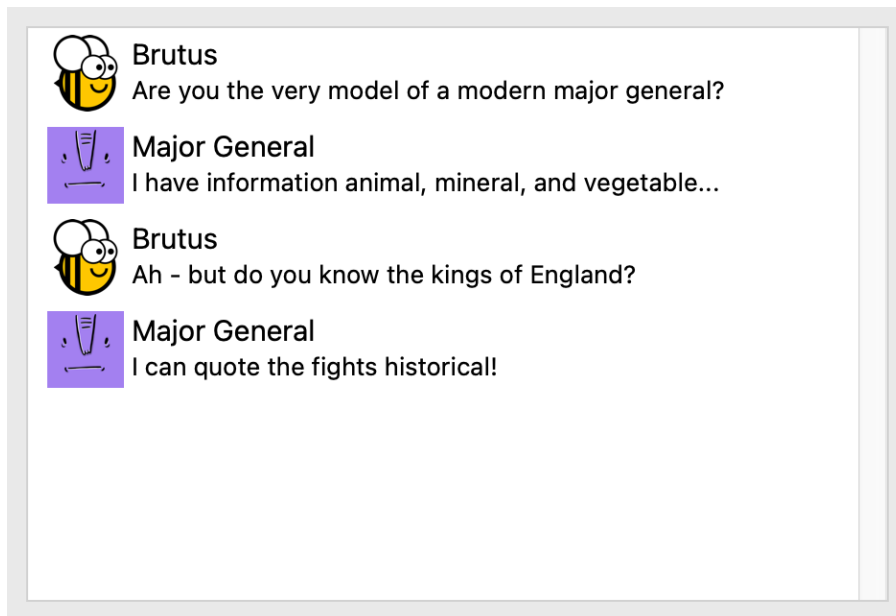 Brutus
Are you the very model of a modern major general?
Major General
I have information animal, mineral, and vegetable...
Brutus
Ah - but do you know the kings of England?
Major General
I can quote the fights historical!